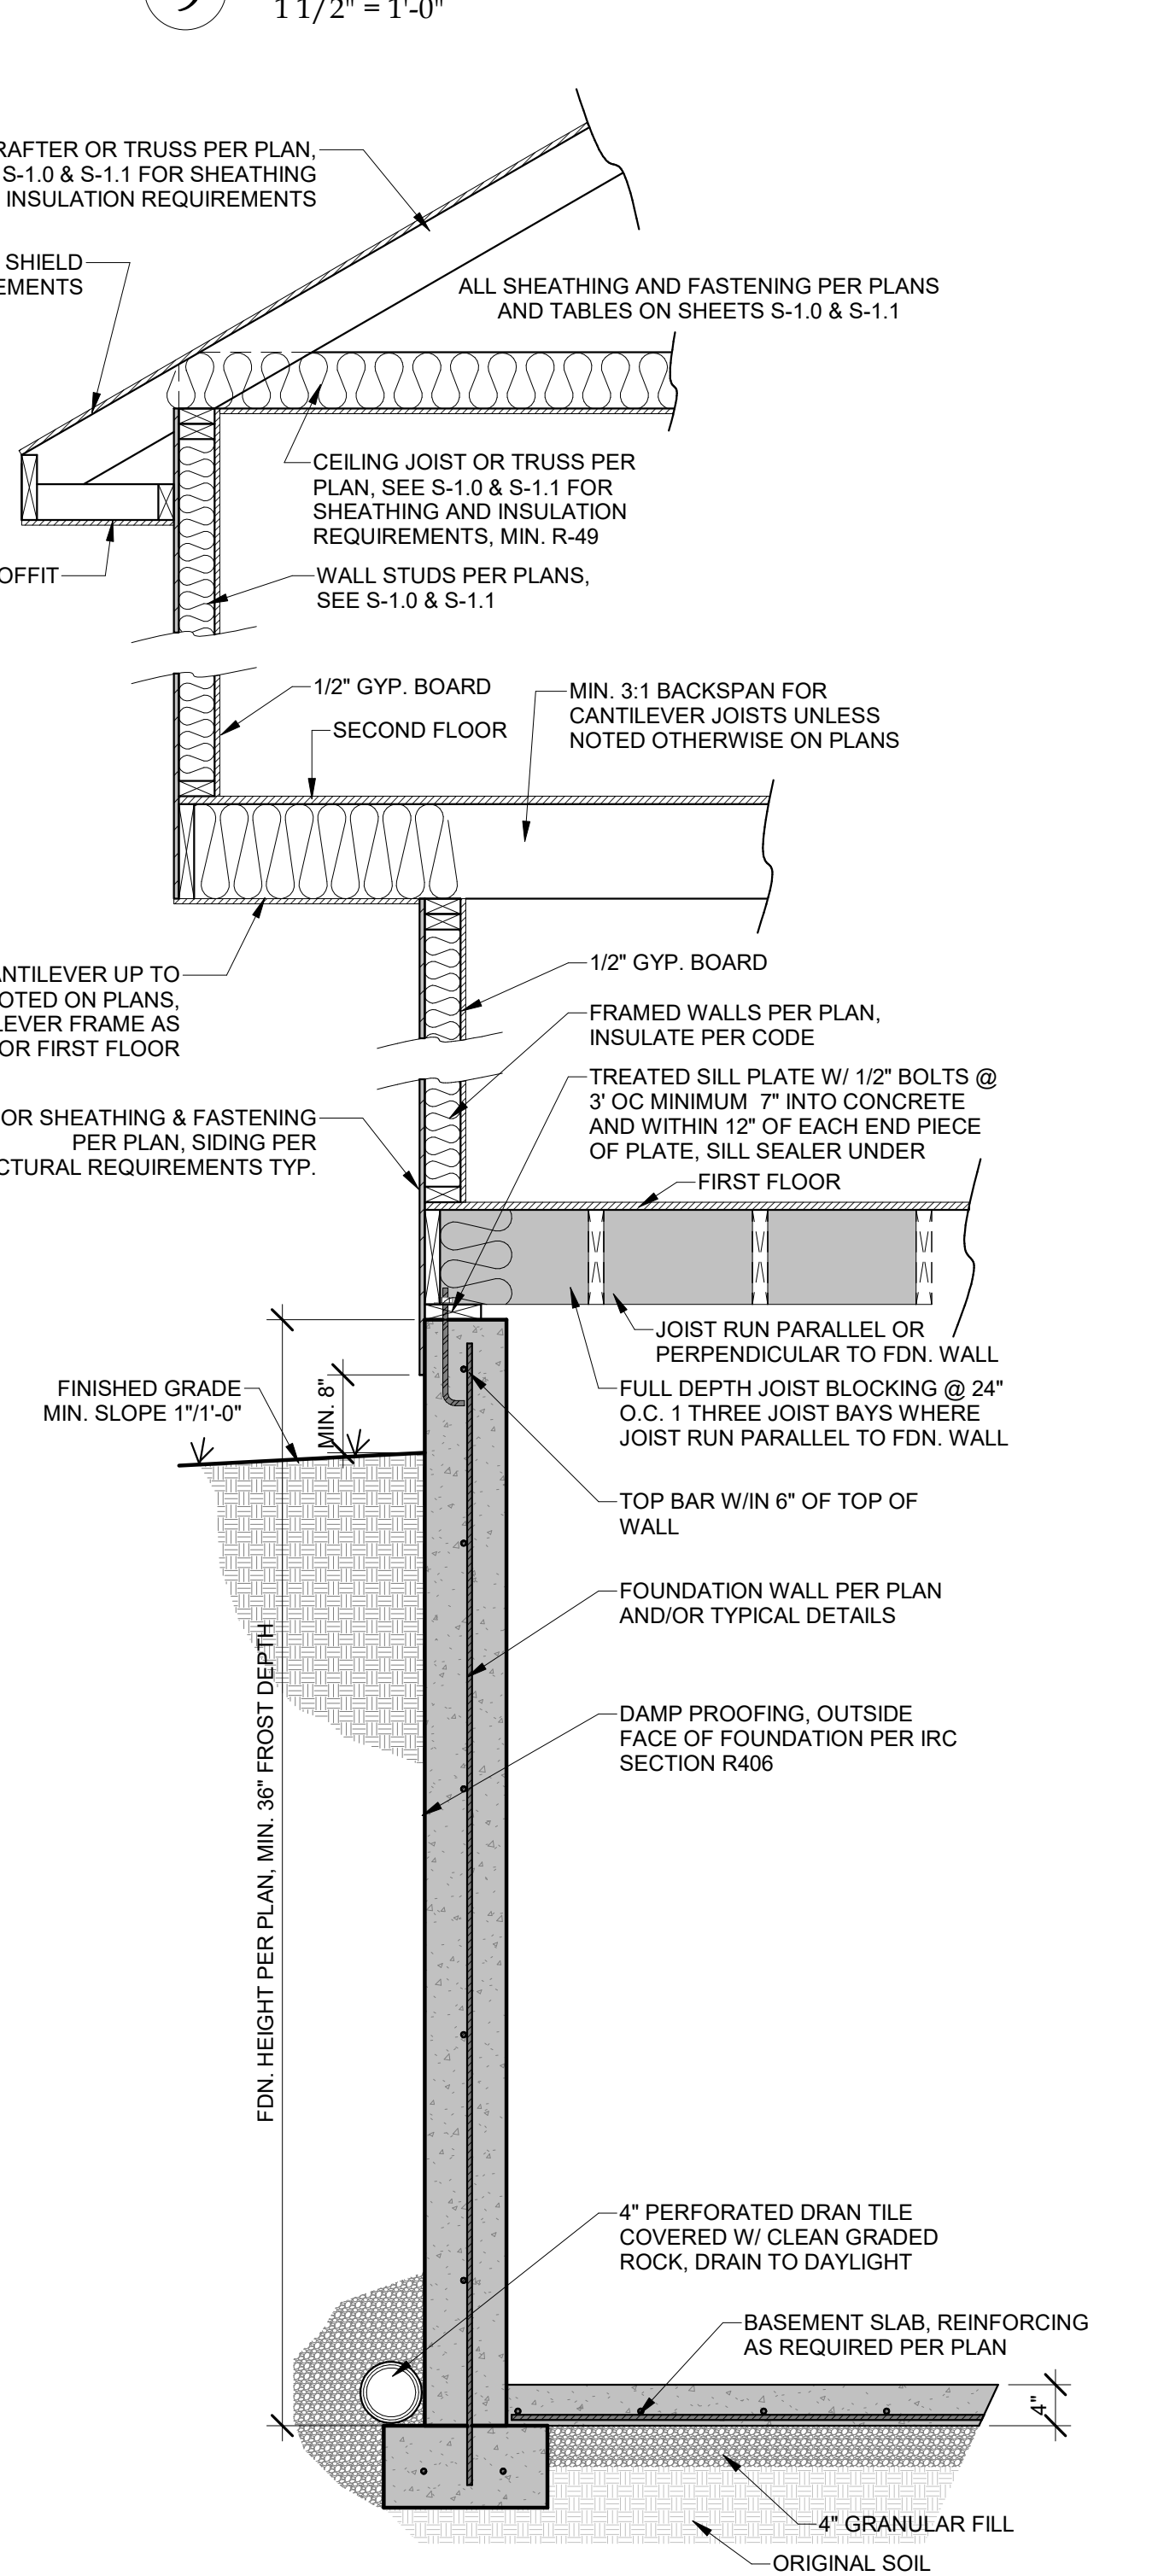 1 1/2" = 1'-0"
RAFTER OR TRUSS PER PLAN,
S-1.0 & S-1.1 FOR SHEATHING
INSULATION REQUIREMENTS
SHIELD
ALL SHEATHING AND FASTENING PER PLANS
AND TABLES ON SHEETS S-1.0 & S-1.1
CEILING JOIST OR TRUSS PER
PLAN, SEE S-1.0 & S-1.1 FOR
SHEATHING AND INSULATION
REQUIREMENTS, MIN. R-49
WALL STUDS PER PLANS,
SEE S-1.0 & S-1.1
1/2" GYP. BOARD
SECOND FLOOR
MIN. 3:1 BACKSPAN FOR
CANTILEVER JOISTS UNLESS
NOTED OTHERWISE ON PLANS
ANTILEVER UP TO
OTED ON PLANS,
LEVER FRAME AS
OR FIRST FLOOR
1/2" GYP. BOARD
FRAMED WALLS PER PLAN,
INSULATE PER CODE
TREATED SILL PLATE W/ 1/2" BOLTS @
3' OC MINIMUM 7" INTO CONCRETE
AND WITHIN 12" OF EACH END PIECE
OF PLATE, SILL SEALER UNDER
OR SHEATHING & FASTENING
PER PLAN, SIDING PER
CTURAL REQUIREMENTS TYP.
FIRST FLOOR
JOIST RUN PARALLEL OR
PERPENDICULAR TO FDN. WALL
FULL DEPTH JOIST BLOCKING @ 24"
O.C. 1 THREE JOIST BAYS WHERE
JOIST RUN PARALLEL TO FDN. WALL
FINISHED GRADE
MIN. SLOPE 1"/1'-0"
MIN. 8"
TOP BAR W/IN 6" OF TOP OF
WALL
FOUNDATION WALL PER PLAN
AND/OR TYPICAL DETAILS
DAMP PROOFING, OUTSIDE
FACE OF FOUNDATION PER IRC
SECTION R406
FDN. HEIGHT PER PLAN, MIN. 36" FROST DEPTH
4" PERFORATED DRAN TILE
COVERED W/ CLEAN GRADED
ROCK, DRAIN TO DAYLIGHT
BASEMENT SLAB, REINFORCING
AS REQUIRED PER PLAN
4"
4" GRANULAR FILL
ORIGINAL SOIL